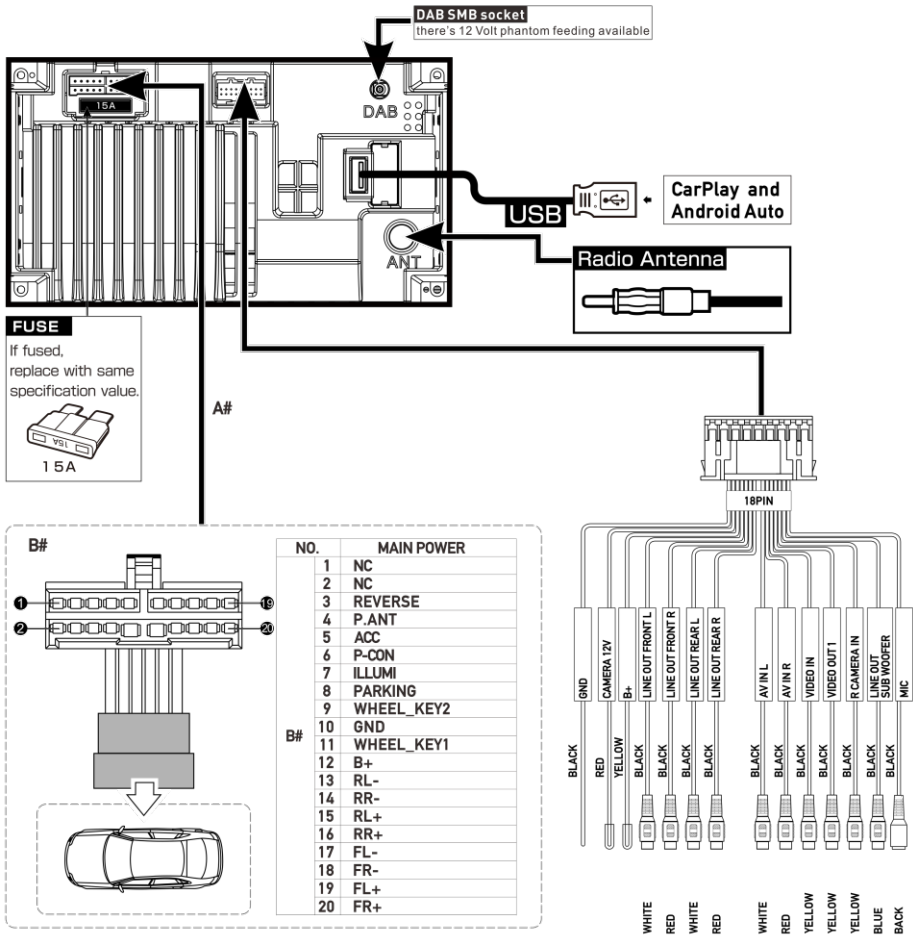 DAB SMB socket
there's 12 Volt phantom feeding available
15A
DAB
CarPlay and
Android Auto
USB
ANT
Radio Antenna
FUSE
If fused,
replace with same
specification value.
15A
15A
A#
18PIN
B#
1
19
2
20
NO. MAIN POWER
B#
1 NC
2 NC
3 REVERSE
4 P.ANT
5 ACC
6 P-CON
7 ILLUMI
8 PARKING
9 WHEEL_KEY2
10 GND
11 WHEEL_KEY1
12 B+
13 RL-
14 RR-
15 RL+
16 RR+
17 FL-
18 FR-
19 FL+
20 FR+
GND
CAMERA 12V
B+
LINE OUT FRONT L
LINE OUT FRONT R
LINE OUT REAR L
LINE OUT REAR R
AV IN L
AV IN R
VIDEO IN
VIDEO OUT 1
R CAMERA IN
LINE OUT
SUB WOOFER
MIC
BLACK
RED
YELLOW
BLACK
BLACK
BLACK
BLACK
BLACK
BLACK
BLACK
BLACK
BLACK
BLACK
BLACK
WHITE
RED
WHITE
RED
WHITE
RED
YELLOW
YELLOW
YELLOW
BLUE
BACK